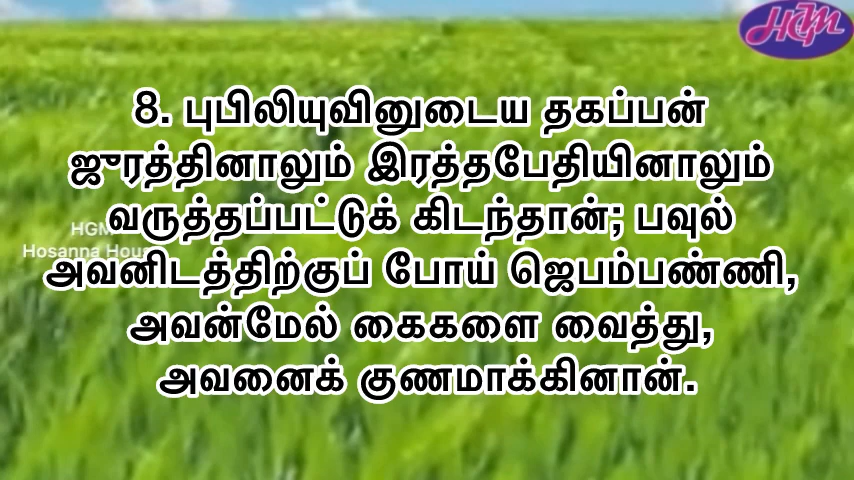 HGM
8. புபிலியுவினுடைய தகப்பன்
ஜுரத்தினாலும் இரத்தபேதியினாலும்
வருத்தப்பட்டுக் கிடந்தான்; பவுல்
அவனிடத்திற்குப் போய் ஜெபம்பண்ணி,
அவன்மேல் கைகளை வைத்து,
அவனைக் குணமாக்கினான்.
HGM
Hosanna